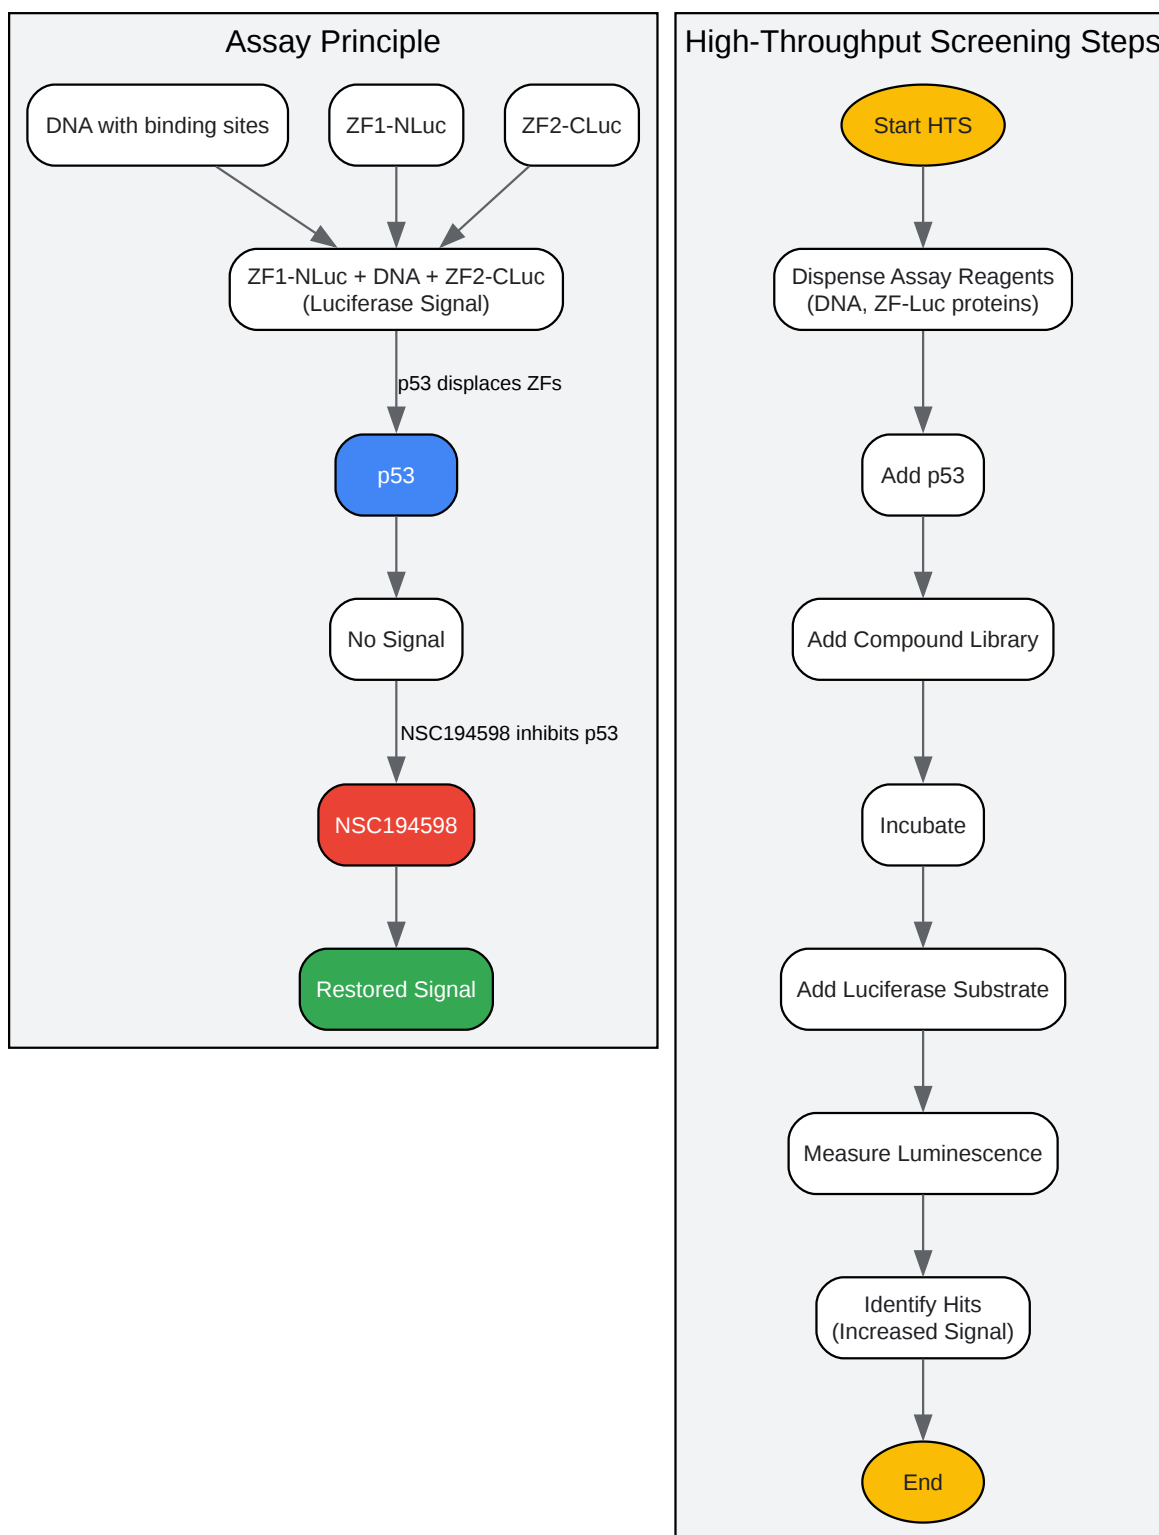 Assay Principle
DNA with binding sites
ZF1-NLuc
ZF2-CLuc
ZF1-NLuc + DNA + ZF2-CLuc
(Luciferase Signal)
p53 displaces ZFs
p53
No Signal
NSC194598 inhibits p53
NSC194598
Restored Signal
High-Throughput Screening Steps
Start HTS
Dispense Assay Reagents
(DNA, ZF-Luc proteins)
Add p53
Add Compound Library
Incubate
Add Luciferase Substrate
Measure Luminescence
Identify Hits
(Increased Signal)
End